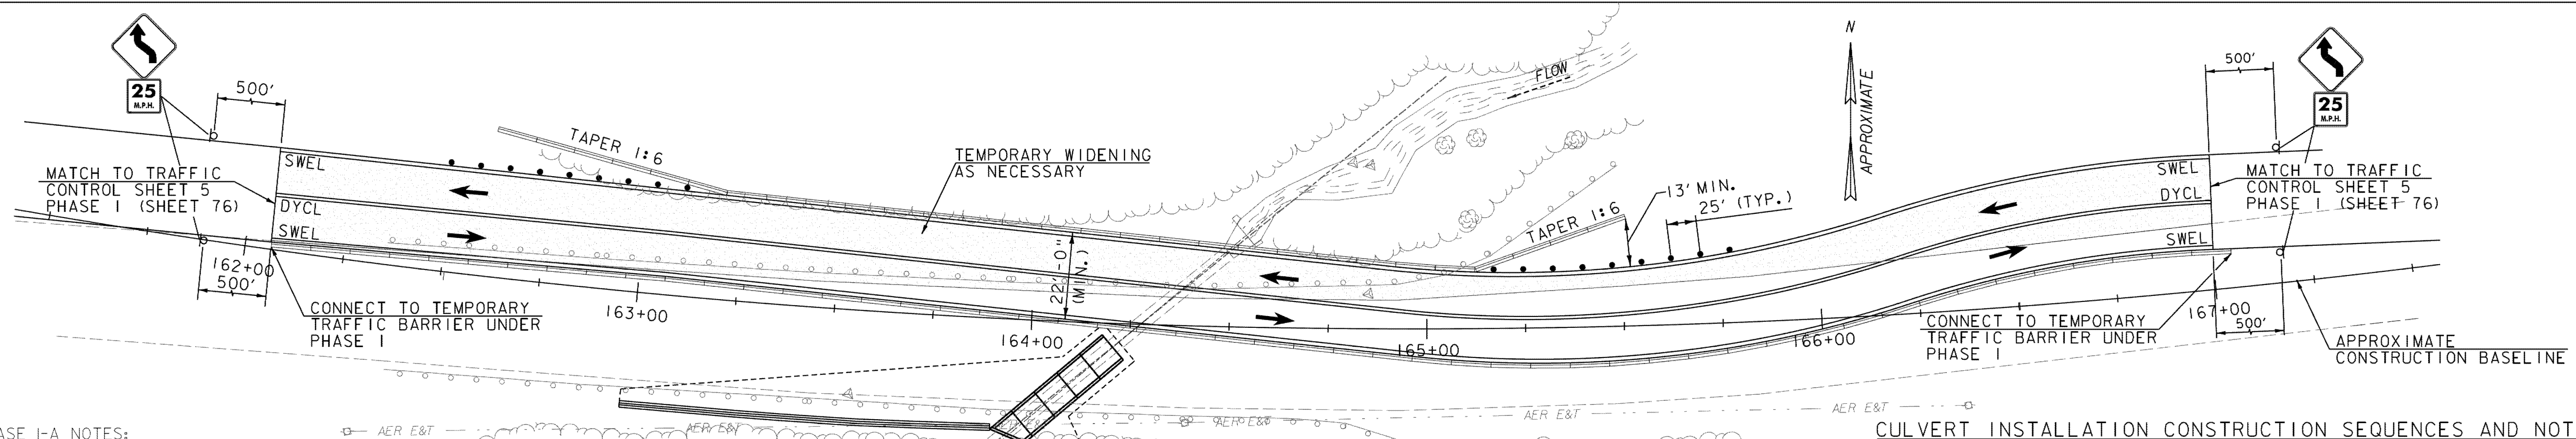 25
M.P.H.
500'
MATCH TO TRAFFIC
CONTROL SHEET 5
PHASE I (SHEET 76)
SWEL
DYCL
SWEL
162+00
500'
CONNECT TO TEMPORARY
TRAFFIC BARRIER UNDER
PHASE I
TAPER 1:6
163+00
TEMPORARY WIDENING
AS NECESSARY
22'-0"
(MIN.)
164+00
FLOW
TAPER 1:6
13' MIN.
25' (TYP.)
165+00
N
APPROXIMATE
166+00
500'
25
M.P.H.
SWEL
DYCL
SWEL
MATCH TO TRAFFIC
CONTROL SHEET 5
PHASE I (SHEET 76)
167+00
500'
CONNECT TO TEMPORARY
TRAFFIC BARRIER UNDER
PHASE I
APPROXIMATE
CONSTRUCTION BASELINE
AER E&T
AER E&T
AER E&T
AER E&T
AER E&T
ASE I-A NOTES:
CULVERT INSTALLATION CONSTRUCTION SEQUENCES AND NOT